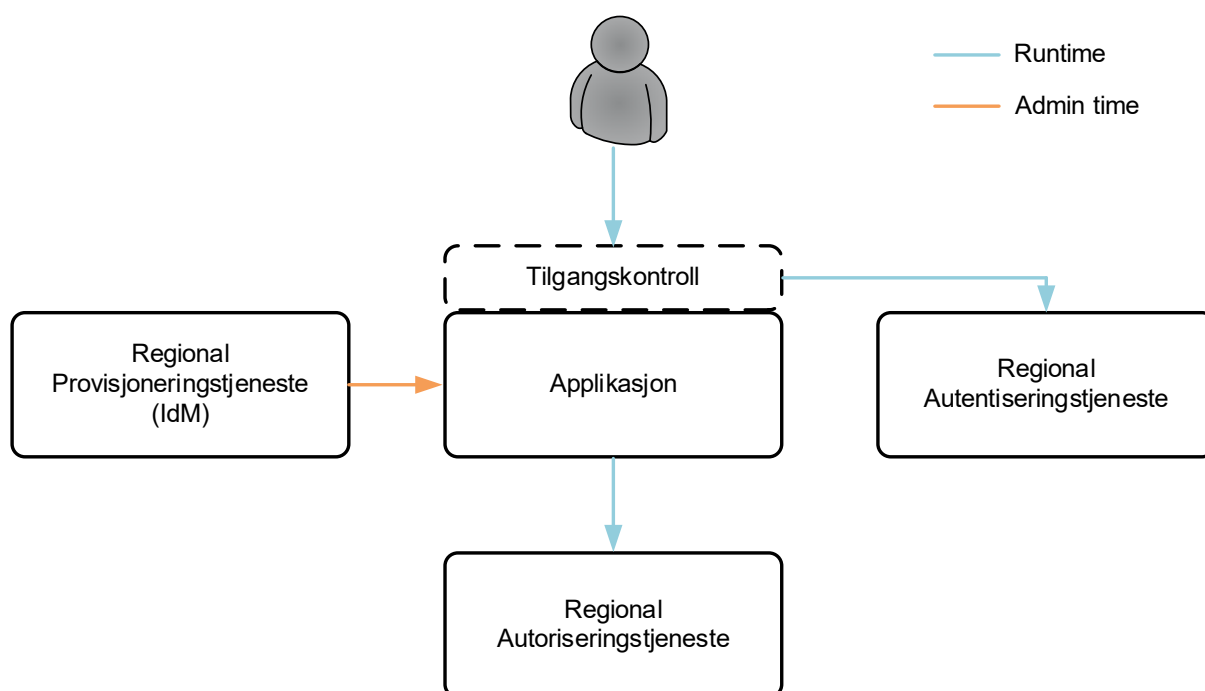 Runtime
Admin time
Tilgangskontroll
Regional
Provisjoneringstjeneste
(IdM)
Applikasjon
Regional
Autentiseringstjeneste
Regional
Autoriseringstjeneste